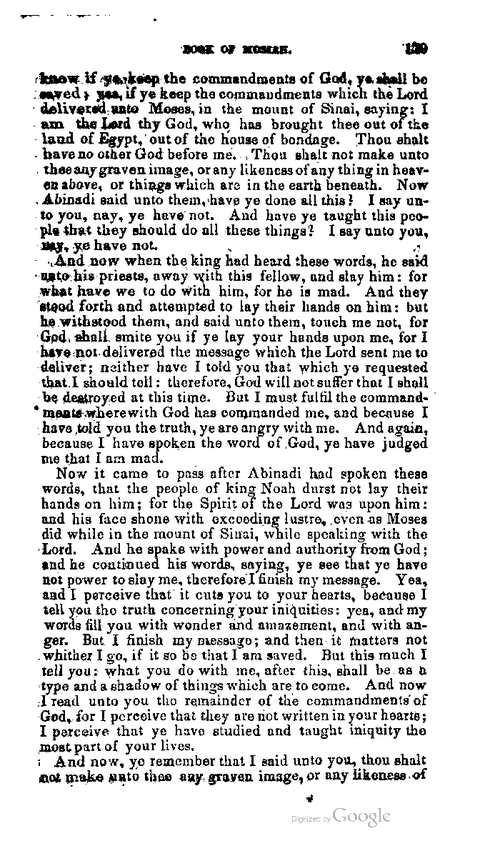 BOOK OF MOSIAH. 189
know if ye keep the commandments of God, ye shall be
saved; yea, if ye keep the commandments which the Lord
delivered unto Moses, in the mount of Sinai, saying: I
am the Lord thy God, who has brought thee out of the
land of Egypt, out of the house of bondage. Thou shalt
have no other God before me. Thou shalt not make unto
thee any graven image, or any likeness of any thing in heav-
en above, or things which are in the earth beneath. Now
Abinadi said unto them, have ye done all this? I say un-
to you, nay, ye have not. And have ye taught this peo-
ple that they should do all these things? I say unto you,
nay, ye have not.
And now when the king had heard these words, he said
unto his priests, away with this fellow, and slay him: for
what have we to do with him, for he is mad. And they
stood forth and attempted to lay their hands on him: but
he withstood them, and said unto them, touch me not, for
God shall smite you if ye lay your hands upon me, for I
have not delivered the message which the Lord sent me to
deliver; neither have I told you that which ye requested
that I should tell: therefore, God will not suffer that I shall
be destroyed at this time. But I must fulfil the command-
ments wherewith God has commanded me, and because I
have told you the truth, ye are angry with me. And again,
because I have spoken the word of God, ye have judged
me that I am mad.
Now it came to pass after Abinadi had spoken these
words, that the people of king Noah durst not lay their
hands on him; for the Spirit of the Lord was upon him:
and his face shone with exceeding lustre, even as Moses
did while in the mount of Sinai, while speaking with the
Lord. And he spake with power and authority from God;
and he continued his words, saying, ye see that ye have
not power to slay me, therefore I finish my message. Yea,
and I perceive that it cuts you to your hearts, because I
tell you the truth concerning your iniquities: yea, and my
words fill you with wonder and amazement, and with an-
ger. But I finish my message; and then it matters not
whither I go, if it so be that I am saved. But this much I
tell you: what you do with me, after this, shall be as a
type and a shadow of things which are to come. And now
I read unto you the remainder of the commandments of
God, for I perceive that they are not written in your hearts;
I perceive that ye have studied and taught iniquity the
most part of your lives.
And now, ye remember that I said unto you, thou shalt
not make unto thee any graven image, or any likeness of
Digitized by Google